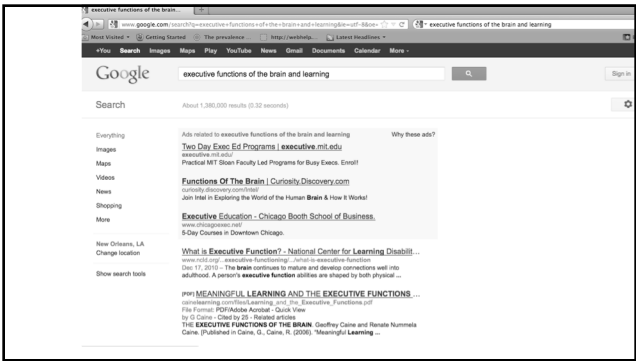 executive functions of the brain...
www.google.com/search?q=executive+functions+of+the+brain+and+learning&ie=utf-8&oe=
executive functions of the brain and learning
Most Visited
Getting Started
The prevalence ..
http://webhelp...
Latest Headlines
+You Search Images Maps Play YouTube News Gmail Documents Calendar More
Google
executive functions of the brain and learning
Sign in
Search
About 1,380,000 results (0.32 seconds)
Everything
Images
Maps
Videos
News
Shopping
More
New Orleans, LA
Change location
Show search tools
Ads related to executive functions of the brain and learning
Why these ads?
Two Day Exec Ed Programs | executive.mit.edu
executive.mit.edu/
Practical MIT Sloan Faculty Led Programs for Busy Execs. Enroll!
Functions Of The Brain | Curiosity.Discovery.com
curiosity.discovery.com/Intel/
Join Intel in Exploring the World of the Human Brain & How It Works!
Executive Education - Chicago Booth School of Business.
www.chicagoexec.net/
5-Day Courses in Downtown Chicago.
What is Executive Function? - National Center for Learning Disabilit...
www.ncld.org/...executive-functioning/.../what-is-executive-function
Dec 17, 2010 – The brain continues to mature and develop connections well into
adulthood. A person's executive function abilities are shaped by both physical ...
[PDF] MEANINGFUL LEARNING AND THE EXECUTIVE FUNCTIONS ...
cainelearning.com/files/Learning_and_the_Executive_Functions.pdf
File Format: PDF/Adobe Acrobat - Quick View
by G Caine - Cited by 25 - Related articles
THE EXECUTIVE FUNCTIONS OF THE BRAIN. Geoffrey Caine and Renate Nummela
Caine. [Published in Caine, G., Caine, R. (2006). "Meaningful Learning ...